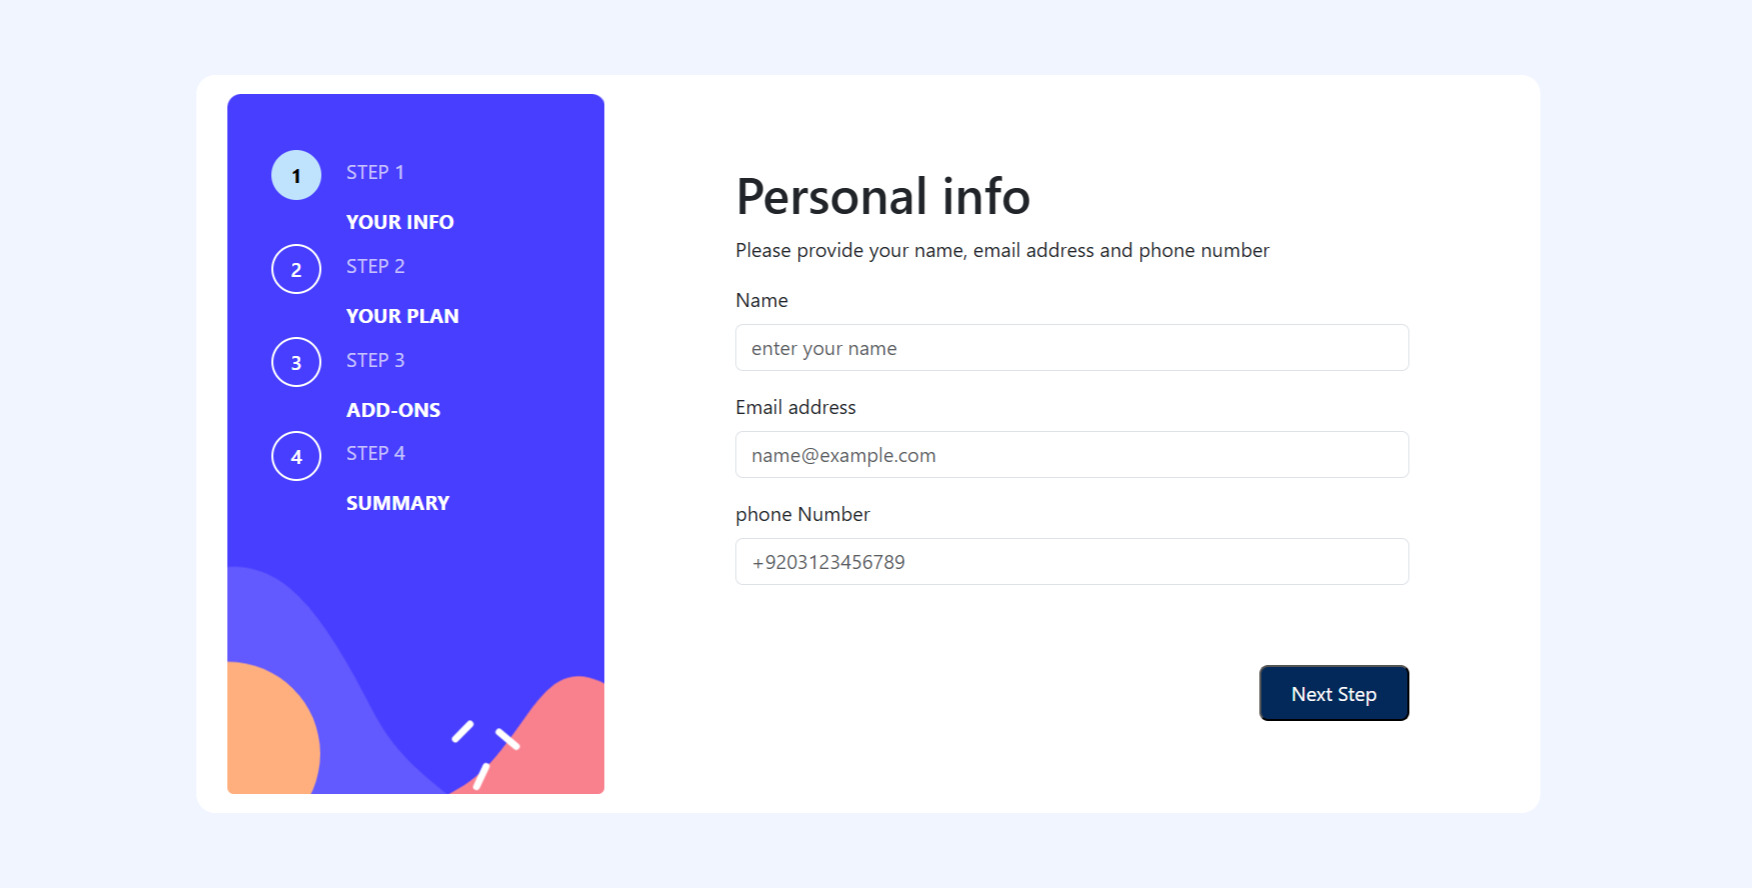 1
STEP 1
YOUR INFO
2
STEP 2
YOUR PLAN
3
STEP 3
ADD-ONS
4
STEP 4
SUMMARY
Personal info
Please provide your name, email address and phone number
Name
enter your name
Email address
name@example.com
phone Number
+9203123456789
Next Step